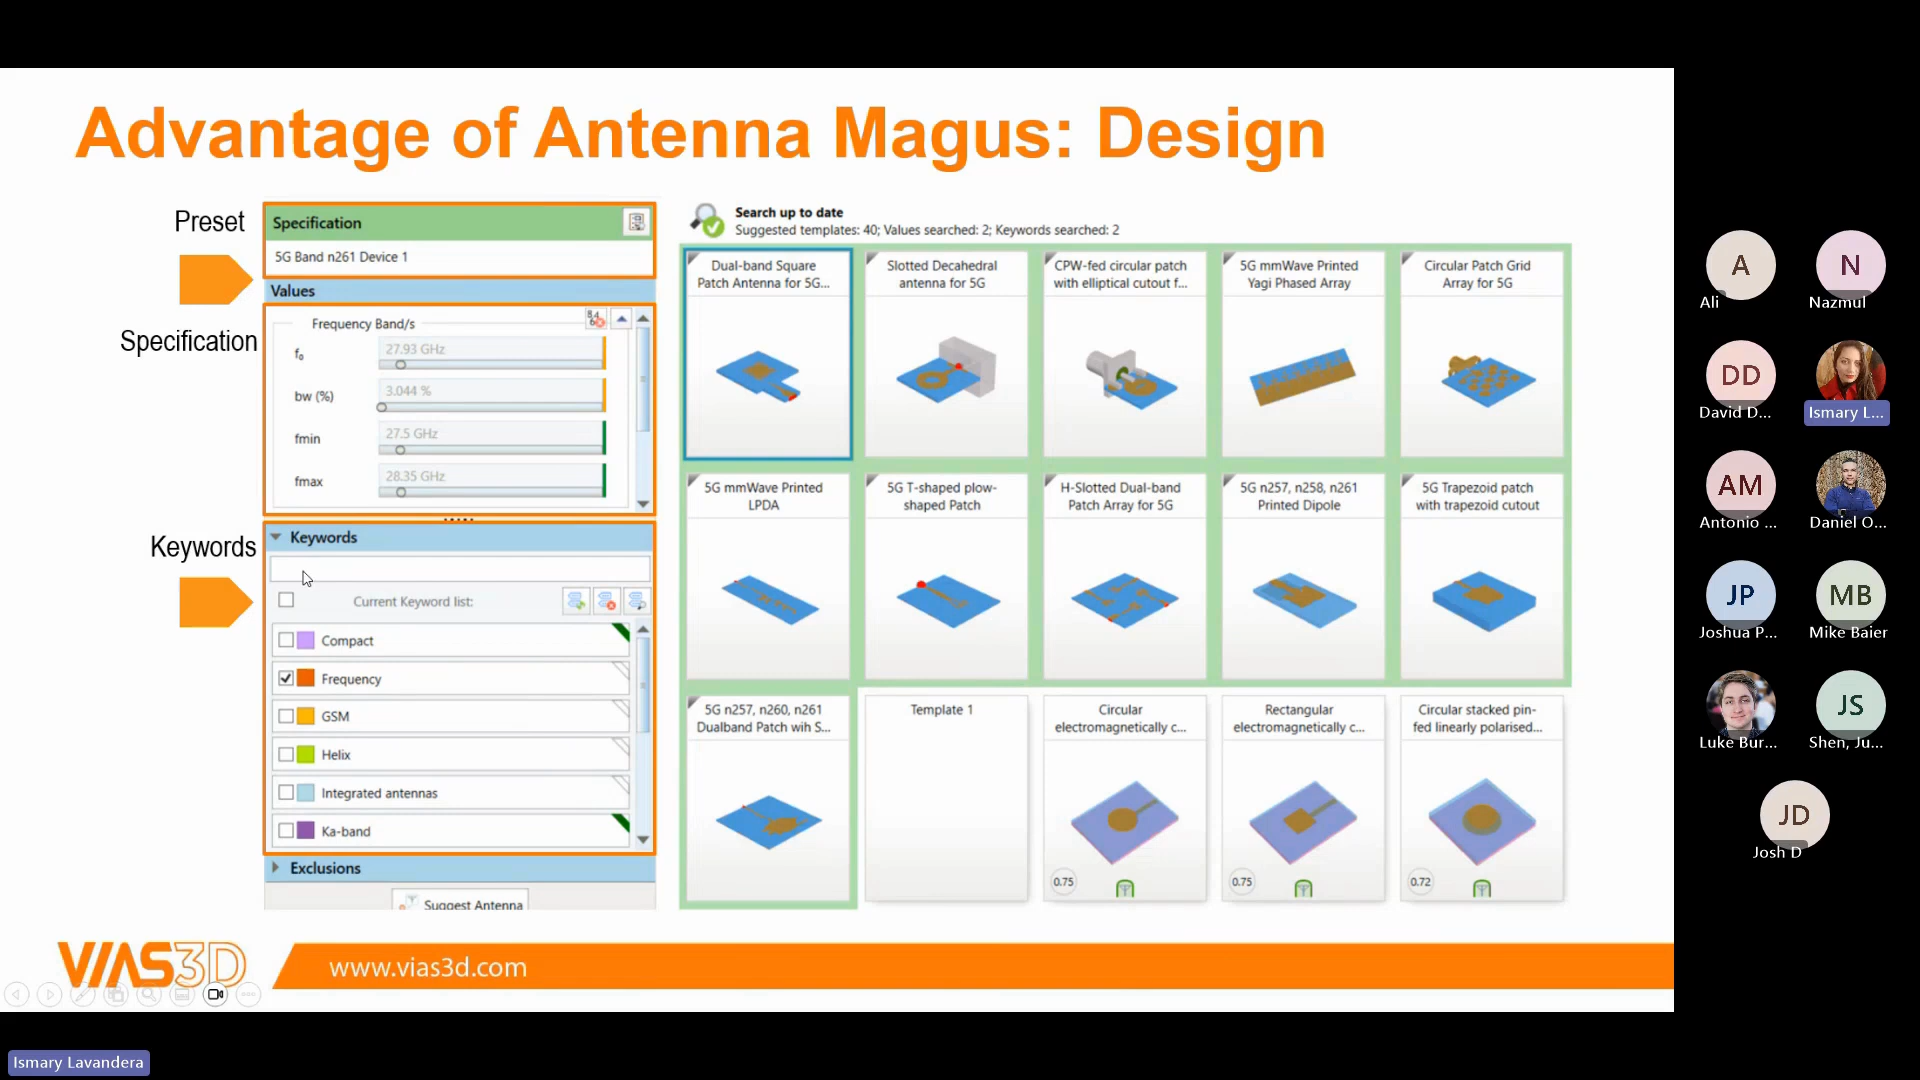 Advantage of Antenna Magus: Design
Preset
Specification
5G Band n261 Device 1
Values
Specification
Frequency Band/s
f₀
27.93 GHz
bw (%)
3.044 %
fmin
27.5 GHz
fmax
28.35 GHz
Keywords
Keywords
Current Keyword list:
Compact
Frequency
GSM
Helix
Integrated antennas
Ka-band
Exclusions
Suggest Antenna
Search up to date
Suggested templates: 40; Values searched: 2; Keywords searched: 2
Dual-band Square
Patch Antenna for 5G...
Slotted Decahedral
antenna for 5G
CPW-fed circular patch
with elliptical cutout f...
5G mmWave Printed
Yagi Phased Array
Circular Patch Grid
Array for 5G
5G mmWave Printed
LPDA
5G T-shaped plow-
shaped Patch
H-Slotted Dual-band
Patch Array for 5G
5G n257, n258, n261
Printed Dipole
5G Trapezoid patch
with trapezoid cutout
5G n257, n260, n261
Dualband Patch wih S...
Template 1
Circular
electromagnetically c...
0.75
Rectangular
electromagnetically c...
0.75
Circular stacked pin-
fed linearly polarised...
0.72
VIAS3D
www.vias3d.com
A
Ali
N
Nazmul
DD
David D...
Ismary L...
AM
Antonio ...
Daniel O...
JP
Joshua P...
MB
Mike Baier
Luke Bur...
JS
Shen, Ju...
JD
Josh D
Ismary Lavandera